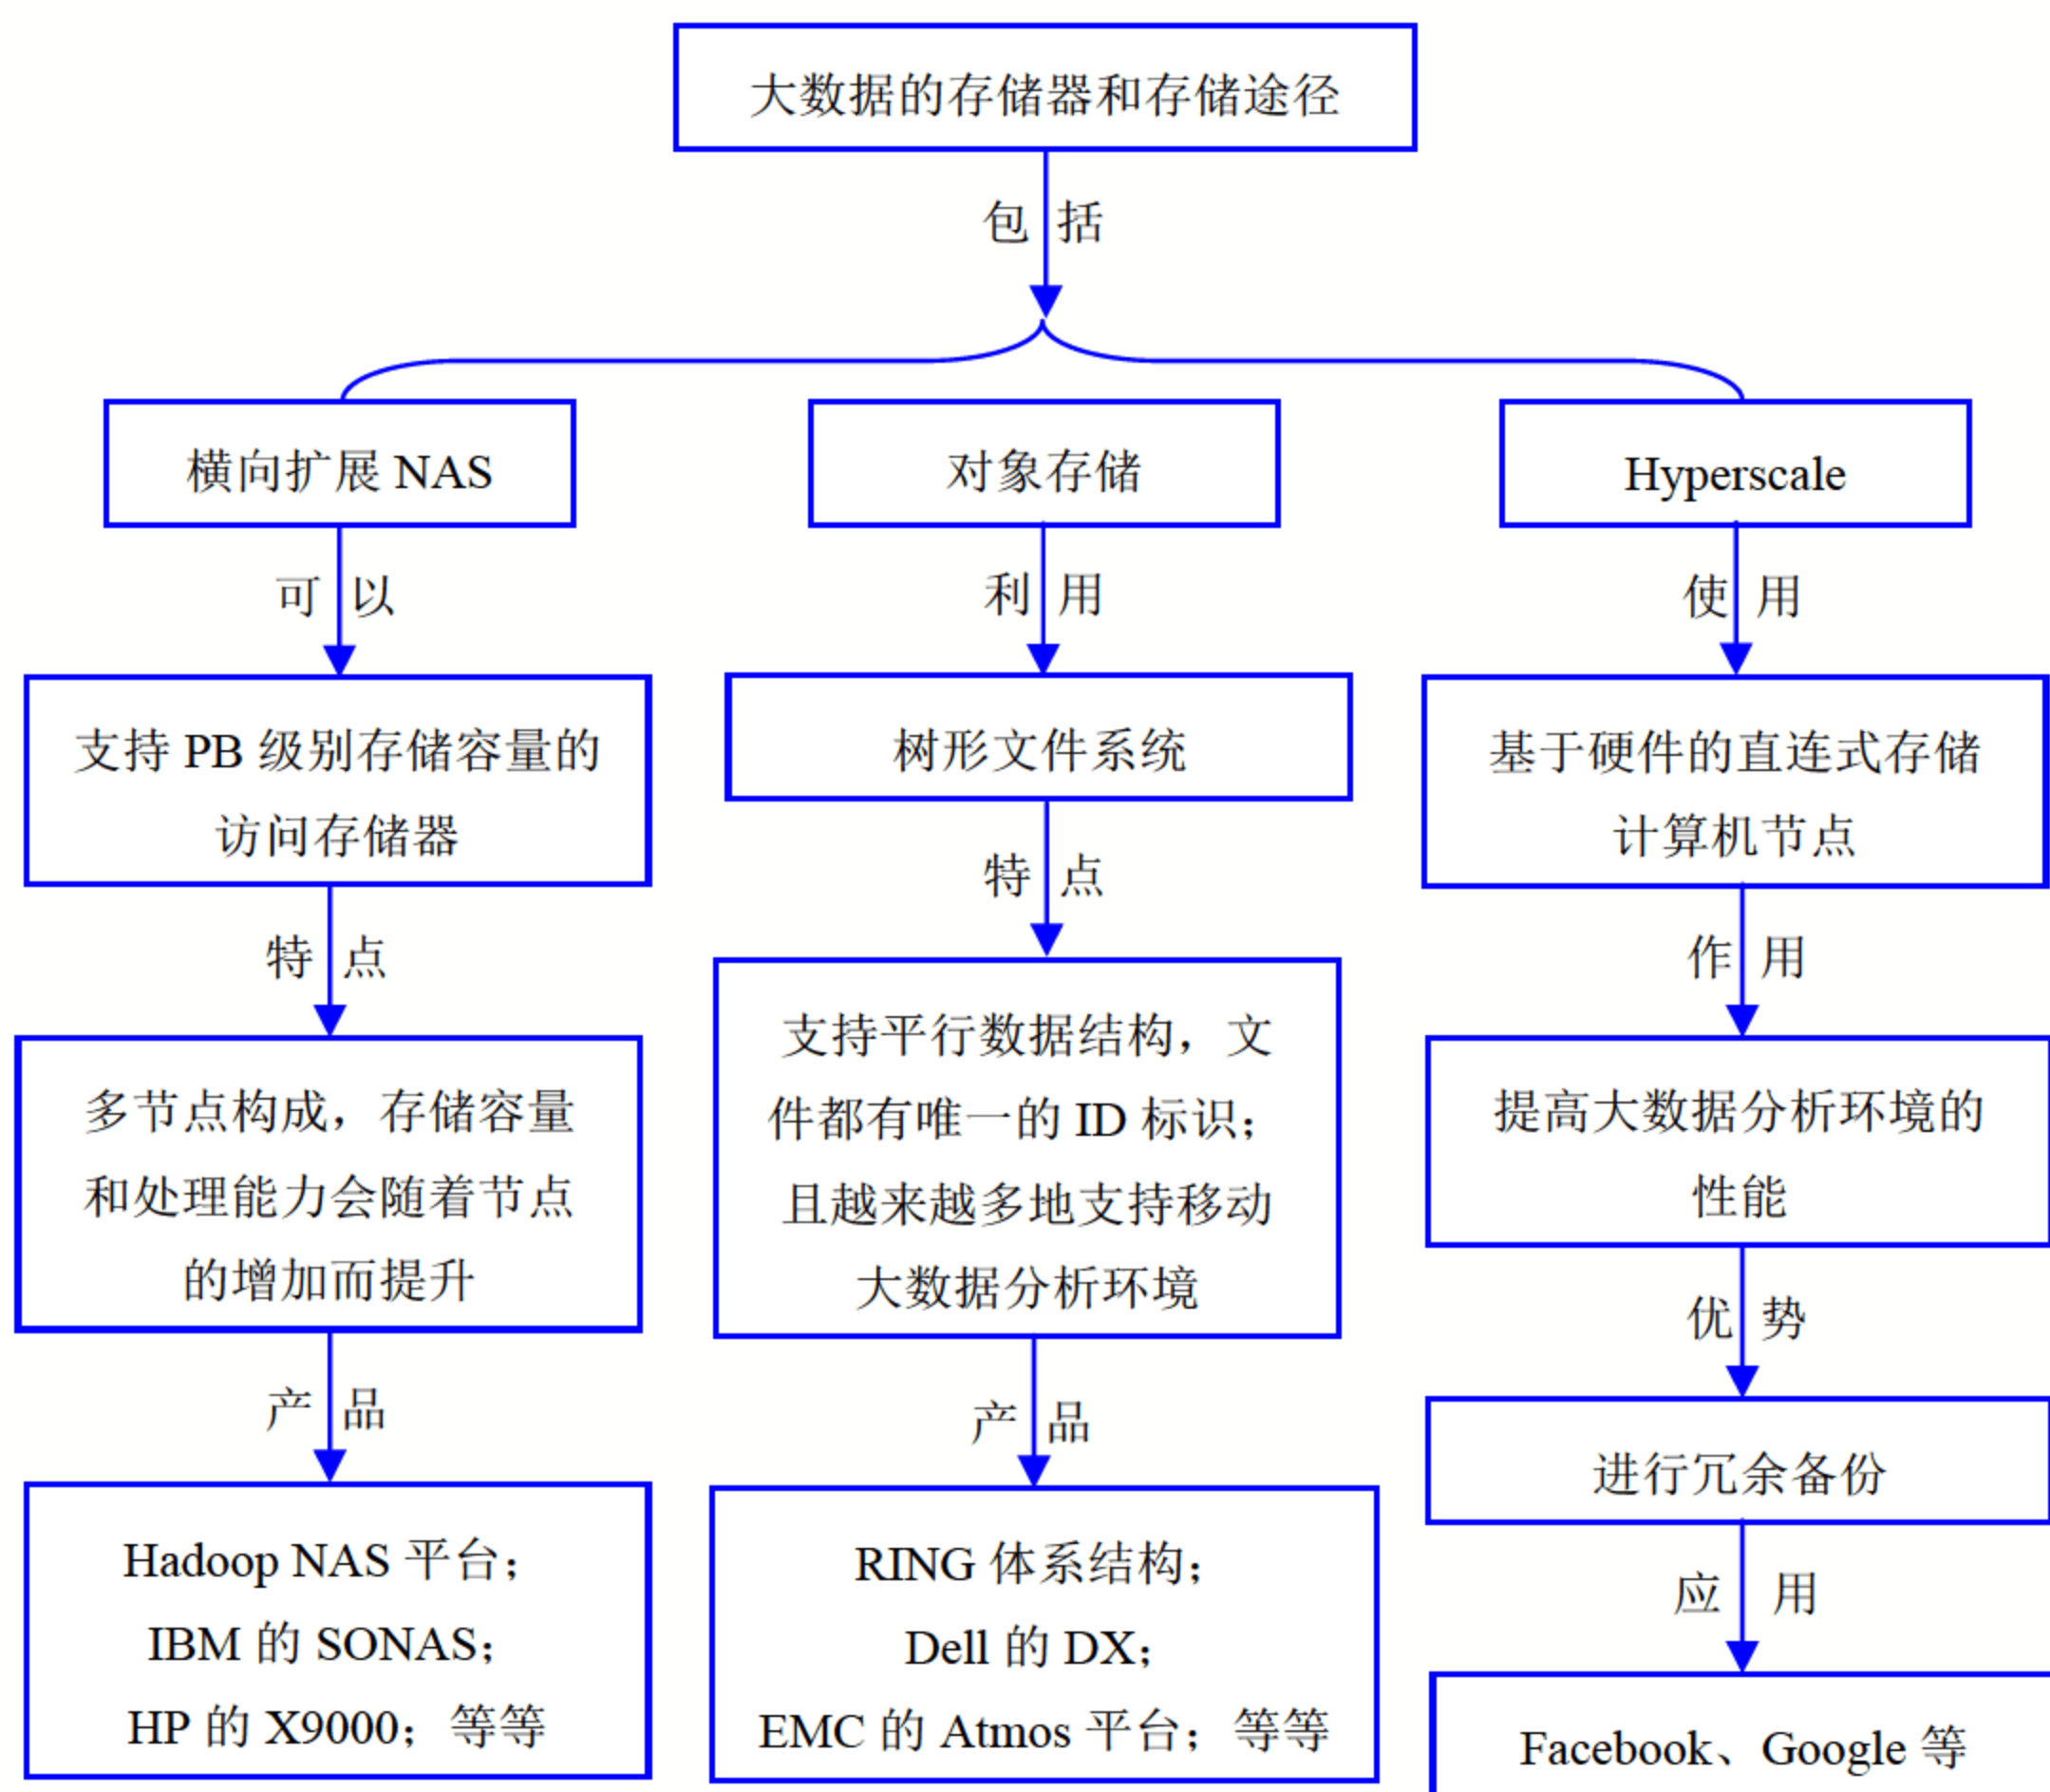 大数据的存储器和存储途径
包括
横向扩展 NAS
可以
支持 PB 级别存储容量的
访问存储器
特点
多节点构成，存储容量
和处理能力会随着节点
的增加而提升
产品
Hadoop NAS 平台；
IBM 的 SONAS；
HP 的 X9000；等等
对象存储
利用
树形文件系统
特点
支持平行数据结构，文
件都有唯一的 ID 标识；
且越来越多地支持移动
大数据分析环境
产品
RING 体系结构；
Dell 的 DX；
EMC 的 Atmos 平台；等等
Hyperscale
使用
基于硬件的直连式存储
计算机节点
作用
提高大数据分析环境的
性能
优势
进行冗余备份
应用
Facebook、Google 等